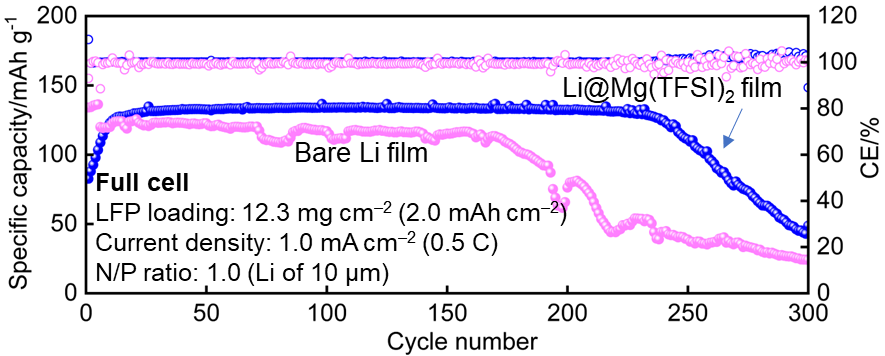 Specific capacity/mAh g⁻¹
200
150
100
50
0
120
100
80
60
40
20
0
CE/%
Li@Mg(TFSI)₂ film
Bare Li film
Full cell
LFP loading: 12.3 mg cm⁻² (2.0 mAh cm⁻²)
Current density: 1.0 mA cm⁻² (0.5 C)
N/P ratio: 1.0 (Li of 10 μm)
0 50 100 150 200 250 300
Cycle number